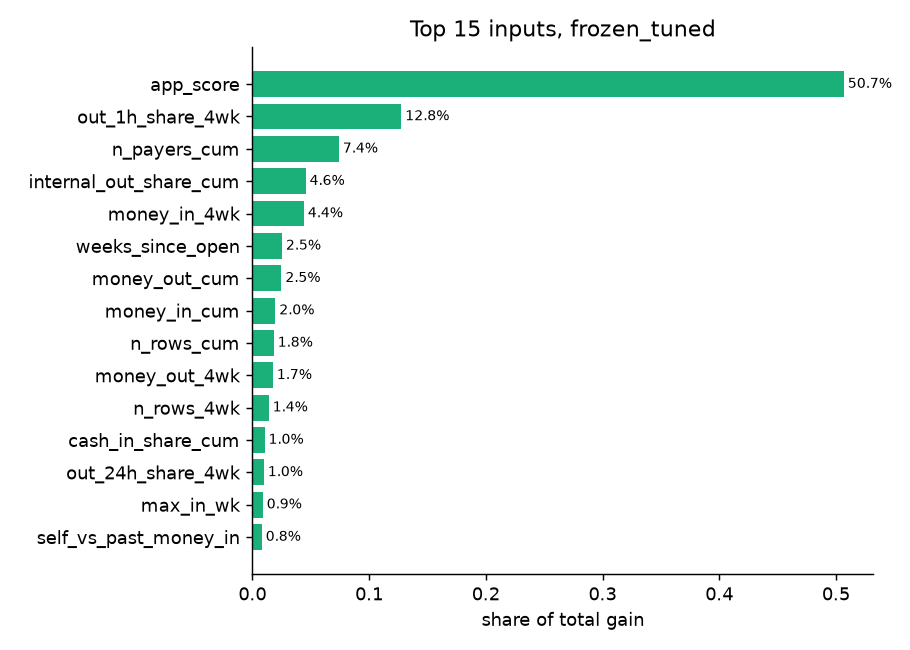 Top 15 inputs, frozen_tuned
app_score 50.7%
out_1h_share_4wk 12.8%
n_payers_cum 7.4%
internal_out_share_cum 4.6%
money_in_4wk 4.4%
weeks_since_open 2.5%
money_out_cum 2.5%
money_in_cum 2.0%
n_rows_cum 1.8%
money_out_4wk 1.7%
n_rows_4wk 1.4%
cash_in_share_cum 1.0%
out_24h_share_4wk 1.0%
max_in_wk 0.9%
self_vs_past_money_in 0.8%
0.0 0.1 0.2 0.3 0.4 0.5
share of total gain